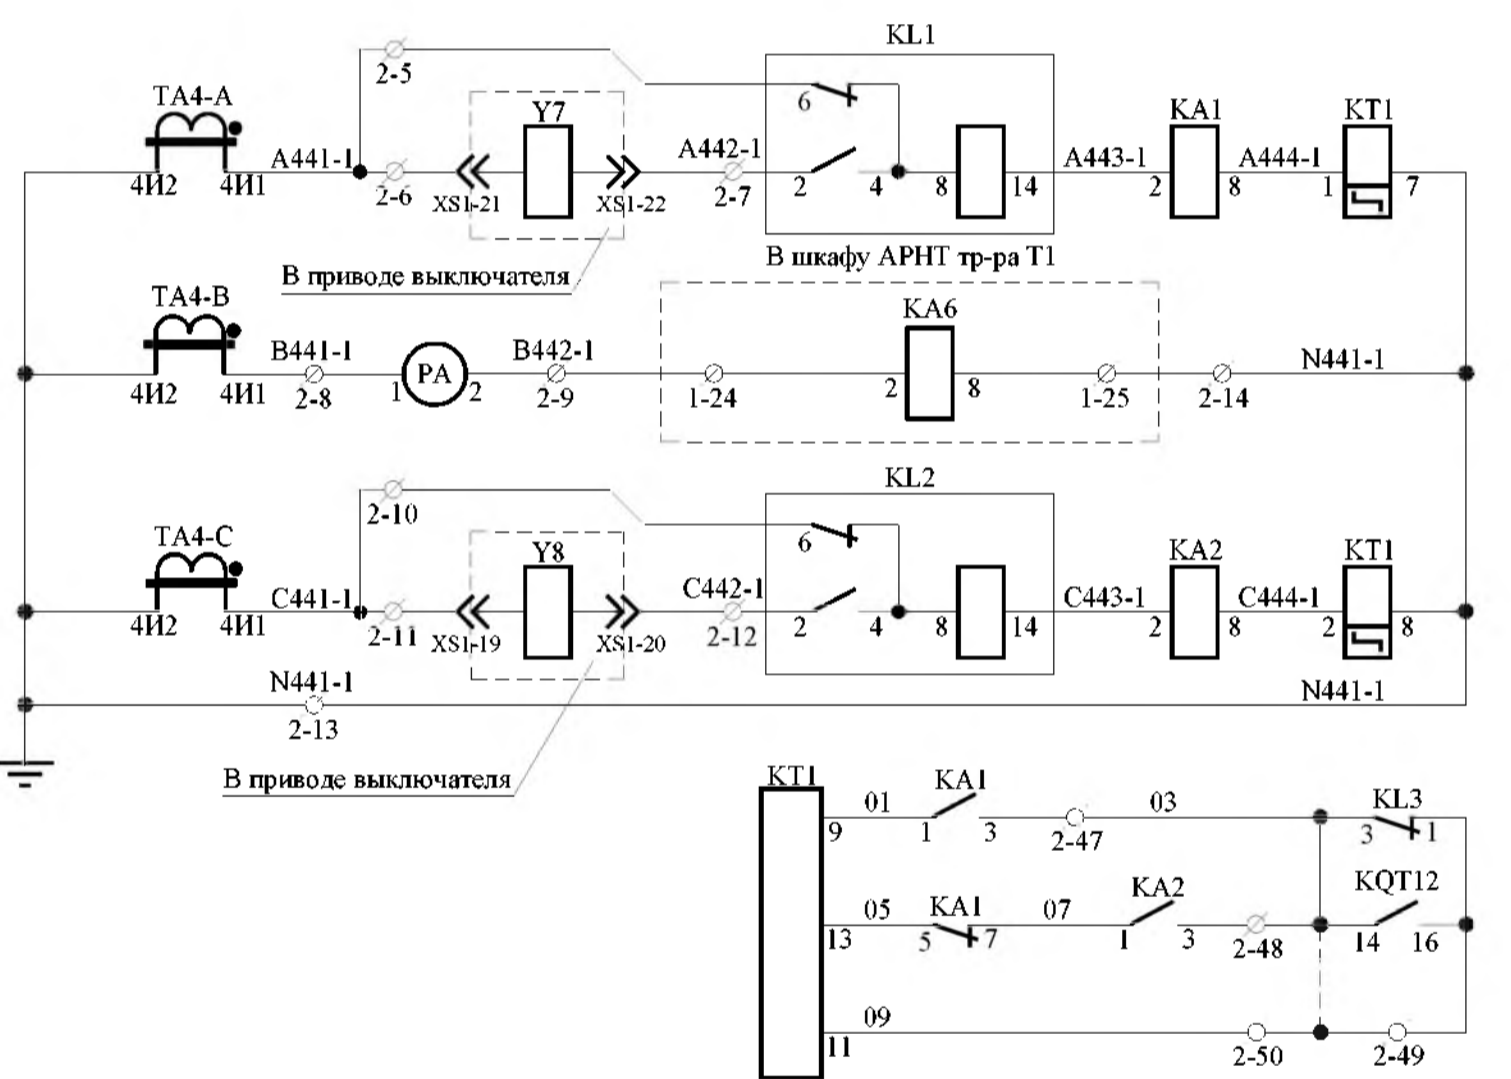 KL1
2-5
6
TA4-A
Y7
KA1
KT1
A441-1
A442-1
A443-1
A444-1
4И2
4И1
2-6
XS1-21
XS1-22
2-7
2
4
8
14
2
8
1
7
В приводе выключателя
В шкафу АРНТ тр-ра Т1
TA4-B
KA6
B441-1
B442-1
N441-1
4И2
4И1
2-8
1
PA
2
2-9
1-24
2
8
1-25
2-14
KL2
2-10
6
TA4-C
Y8
KA2
KT1
C441-1
C442-1
C443-1
C444-1
4И2
4И1
2-11
XS1-19
XS1-20
2-12
2
4
8
14
2
8
2
8
N441-1
N441-1
2-13
В приводе выключателя
KT1
01
KA1
03
KL3
9
1
3
2-47
3
1
05
KA1
07
KA2
KQT12
13
5
7
1
3
2-48
14
16
09
11
2-50
2-49